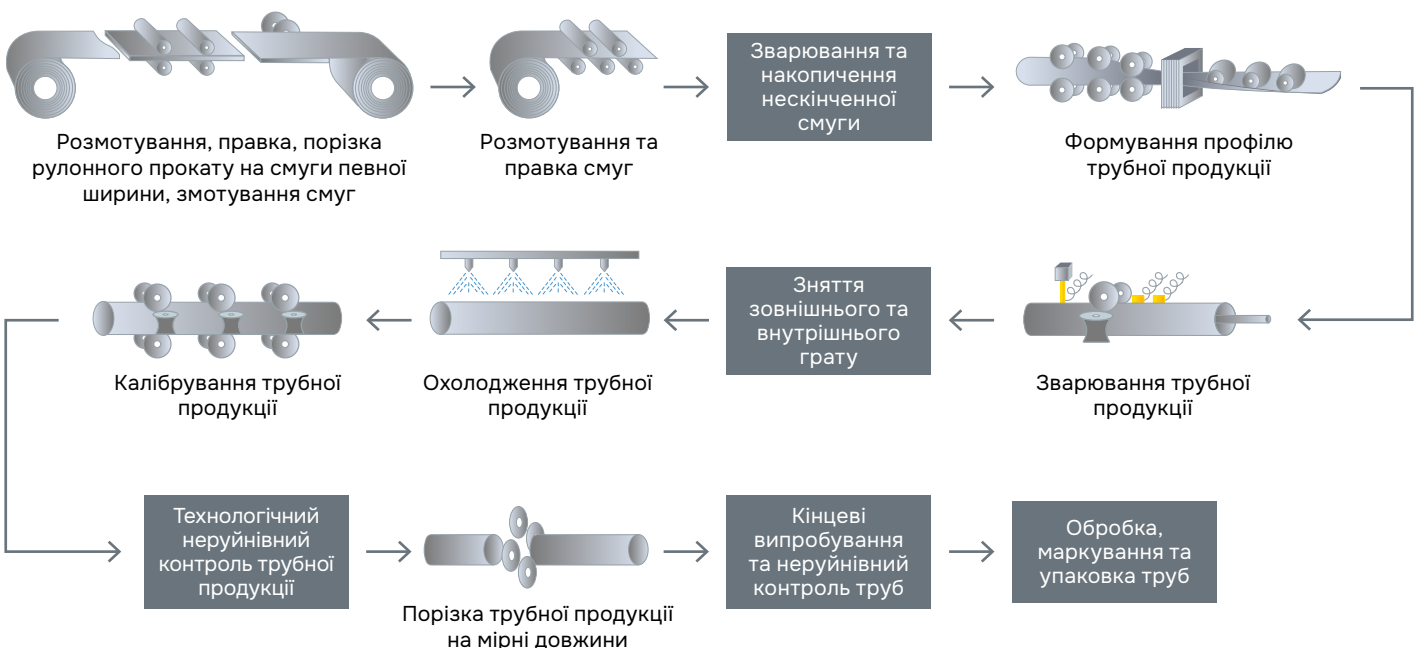 Розмотування, правка, порізка
рулонного прокату на смуги певної
ширини, змотування смуг
Розмотування та
правка смуг
Зварювання та
накопичення
нескінченної
смуги
Формування профілю
трубної продукції
Зварювання трубної
продукції
Зняття
зовнішнього та
внутрішнього
грату
Охолодження трубної
продукції
Калібрування трубної
продукції
Технологічний
неруйнівний
контроль трубної
продукції
Порізка трубної продукції
на мірні довжини
Кінцеві
випробування
та неруйнівний
контроль труб
Обробка,
маркування та
упаковка труб